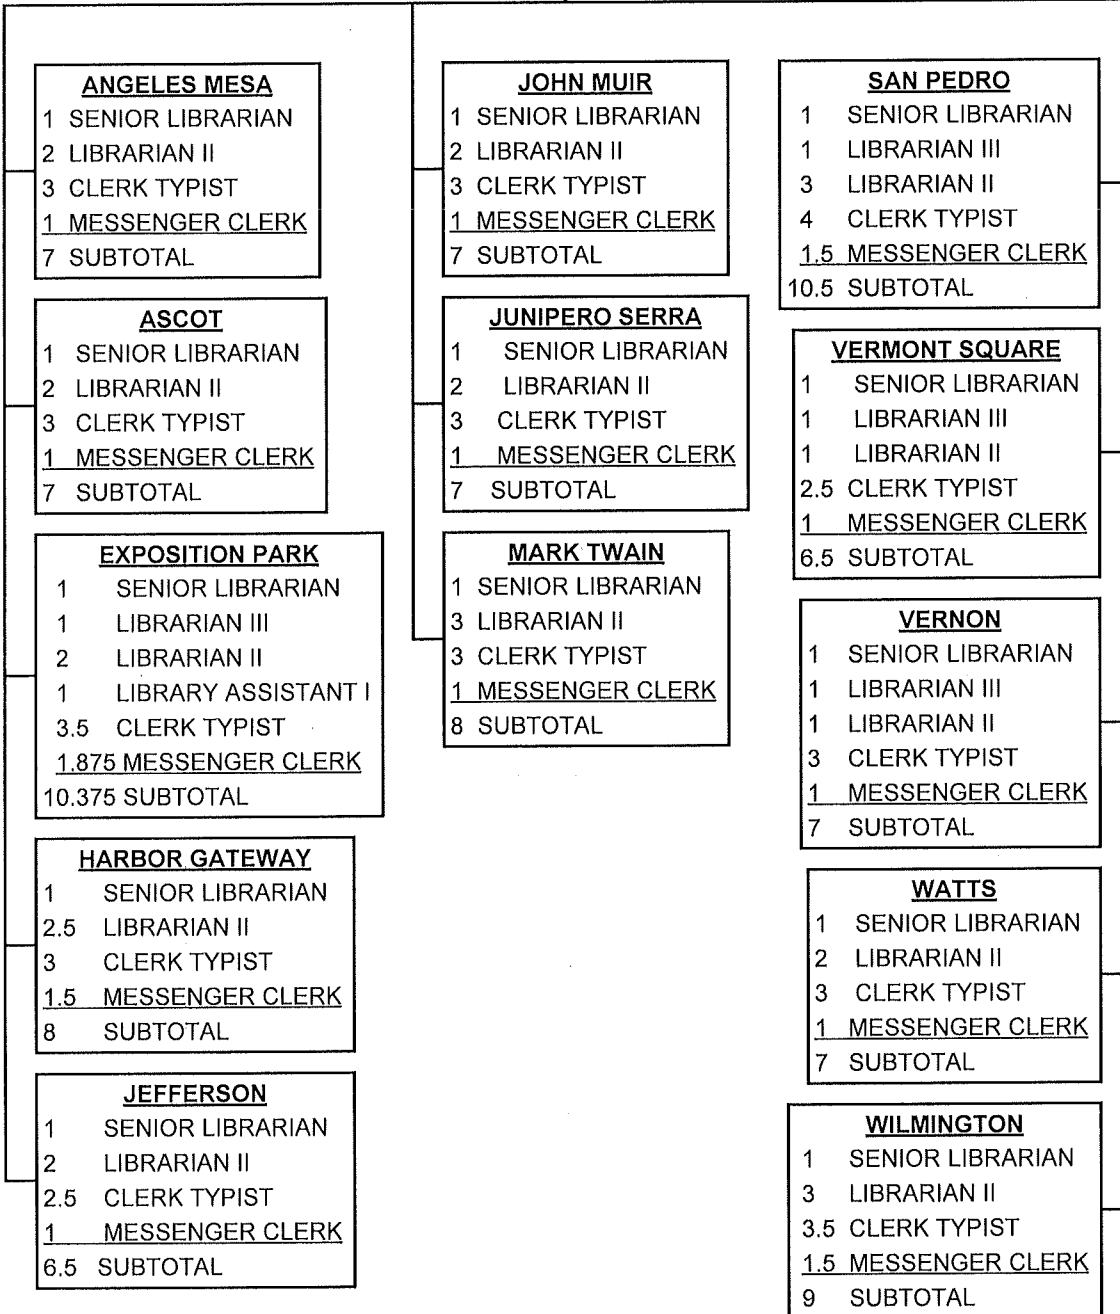 ANGELES MESA
1 SENIOR LIBRARIAN
2 LIBRARIAN II
3 CLERK TYPIST
1 MESSENGER CLERK
7 SUBTOTAL
ASCOT
1 SENIOR LIBRARIAN
2 LIBRARIAN II
3 CLERK TYPIST
1 MESSENGER CLERK
7 SUBTOTAL
EXPOSITION PARK
1 SENIOR LIBRARIAN
1 LIBRARIAN III
2 LIBRARIAN II
1 LIBRARY ASSISTANT I
3.5 CLERK TYPIST
1.875 MESSENGER CLERK
10.375 SUBTOTAL
HARBOR GATEWAY
1 SENIOR LIBRARIAN
2.5 LIBRARIAN II
3 CLERK TYPIST
1.5 MESSENGER CLERK
8 SUBTOTAL
JEFFERSON
1 SENIOR LIBRARIAN
2 LIBRARIAN II
2.5 CLERK TYPIST
1 MESSENGER CLERK
6.5 SUBTOTAL
JOHN MUIR
1 SENIOR LIBRARIAN
2 LIBRARIAN II
3 CLERK TYPIST
1 MESSENGER CLERK
7 SUBTOTAL
JUNIPERO SERRA
1 SENIOR LIBRARIAN
2 LIBRARIAN II
3 CLERK TYPIST
1 MESSENGER CLERK
7 SUBTOTAL
MARK TWAIN
1 SENIOR LIBRARIAN
3 LIBRARIAN II
3 CLERK TYPIST
1 MESSENGER CLERK
8 SUBTOTAL
SAN PEDRO
1 SENIOR LIBRARIAN
1 LIBRARIAN III
3 LIBRARIAN II
4 CLERK TYPIST
1.5 MESSENGER CLERK
10.5 SUBTOTAL
VERMONT SQUARE
1 SENIOR LIBRARIAN
1 LIBRARIAN III
1 LIBRARIAN II
2.5 CLERK TYPIST
1 MESSENGER CLERK
6.5 SUBTOTAL
VERNON
1 SENIOR LIBRARIAN
1 LIBRARIAN III
1 LIBRARIAN II
3 CLERK TYPIST
1 MESSENGER CLERK
7 SUBTOTAL
WATTS
1 SENIOR LIBRARIAN
2 LIBRARIAN II
3 CLERK TYPIST
1 MESSENGER CLERK
7 SUBTOTAL
WILMINGTON
1 SENIOR LIBRARIAN
3 LIBRARIAN II
3.5 CLERK TYPIST
1.5 MESSENGER CLERK
9 SUBTOTAL